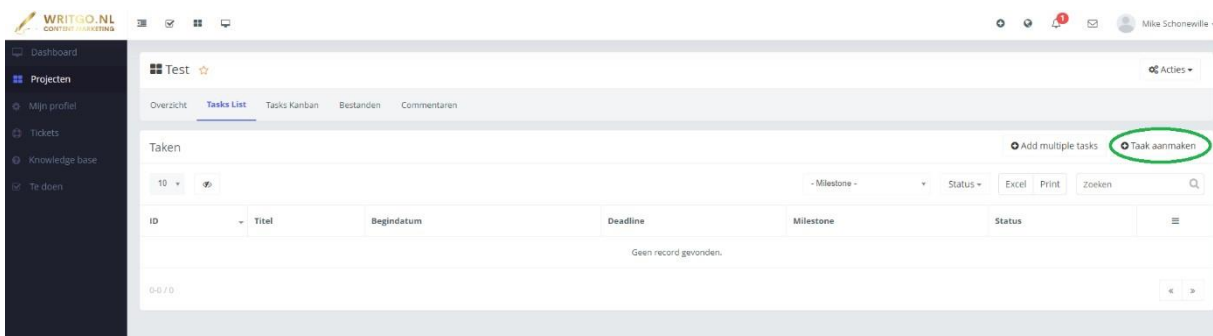 WRITGO.NL
CONTENT MARKETING
1
Mike Schonewille
Dashboard
Projecten
Mijn profiel
Tickets
Knowledge base
Te doen
Test
Acties
Overzicht Tasks List Tasks Kanban Bestanden Commentaren
Taken
Add multiple tasks Taak aanmaken
10 - Milestone - Status Excel Print Zoeken
ID Titel Begindatum Deadline Milestone Status
Geen record gevonden.
0-0 / 0